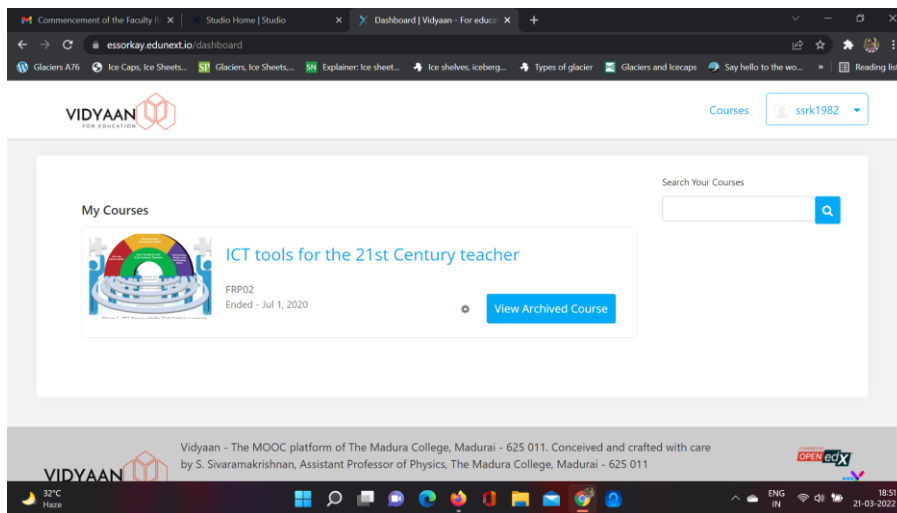 Commencement of the Faculty
Studio Home | Studio
Dashboard | Vidyaan - For educa
essorkay.edunext.io/dashboard
Glaciers A76
Ice Caps, Ice Sheets...
SP Glaciers, Ice Sheets,...
SN Explainer: Ice sheet...
Ice shelves, iceberg...
Types of glacier
Glaciers and Icecaps
Say hello to the wo...
»
Reading list
VIDYAAN
FOR EDUCATION
Courses
ssrk1982
Search Your Courses
My Courses
ICT tools for the 21st Century teacher
FRP02
Ended - Jul 1, 2020
View Archived Course
Vidyaan - The MOOC platform of The Madura College, Madurai - 625 011. Conceived and crafted with care
by S. Sivaramakrishnan, Assistant Professor of Physics, The Madura College, Madurai - 625 011
VIDYAAN
OPEN edX
32°C
Haze
ENG
IN
18:51
21-03-2022